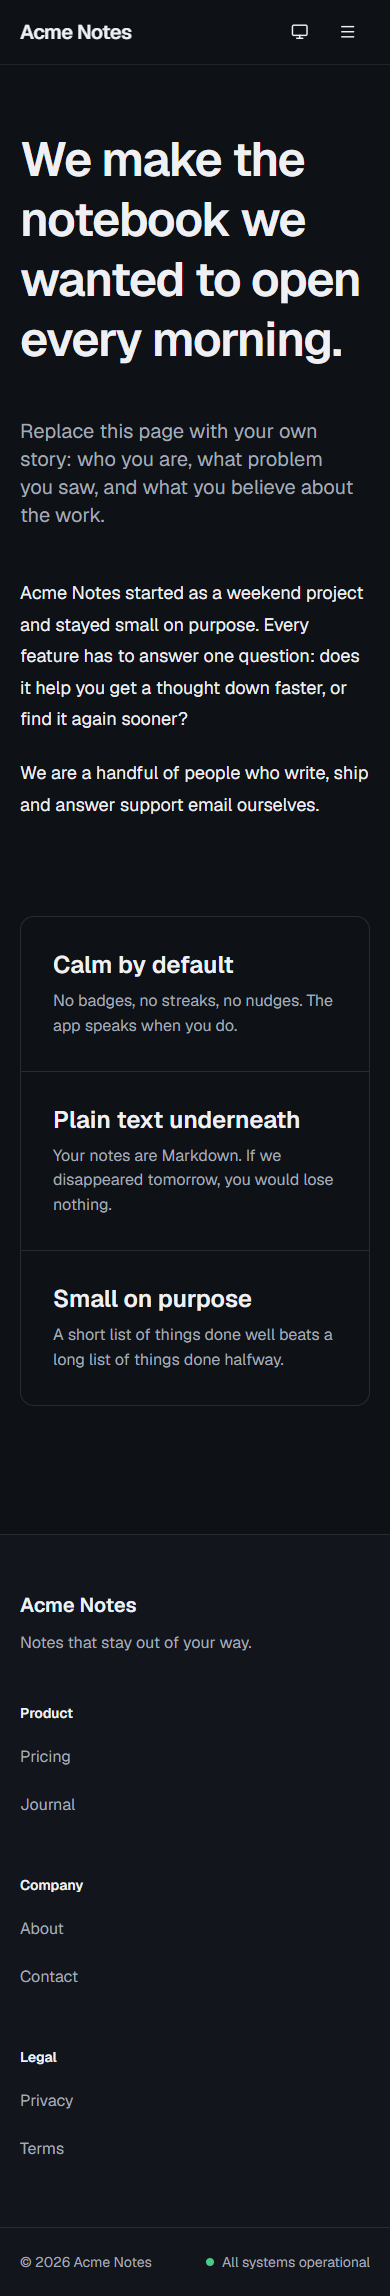 Acme Notes
We make the
notebook we
wanted to open
every morning.
Replace this page with your own
story: who you are, what problem
you saw, and what you believe about
the work.
Acme Notes started as a weekend project
and stayed small on purpose. Every
feature has to answer one question: does
it help you get a thought down faster, or
find it again sooner?
We are a handful of people who write, ship
and answer support email ourselves.
Calm by default
No badges, no streaks, no nudges. The
app speaks when you do.
Plain text underneath
Your notes are Markdown. If we
disappeared tomorrow, you would lose
nothing.
Small on purpose
A short list of things done well beats a
long list of things done halfway.
Acme Notes
Notes that stay out of your way.
Product
Pricing
Journal
Company
About
Contact
Legal
Privacy
Terms
© 2026 Acme Notes
All systems operational